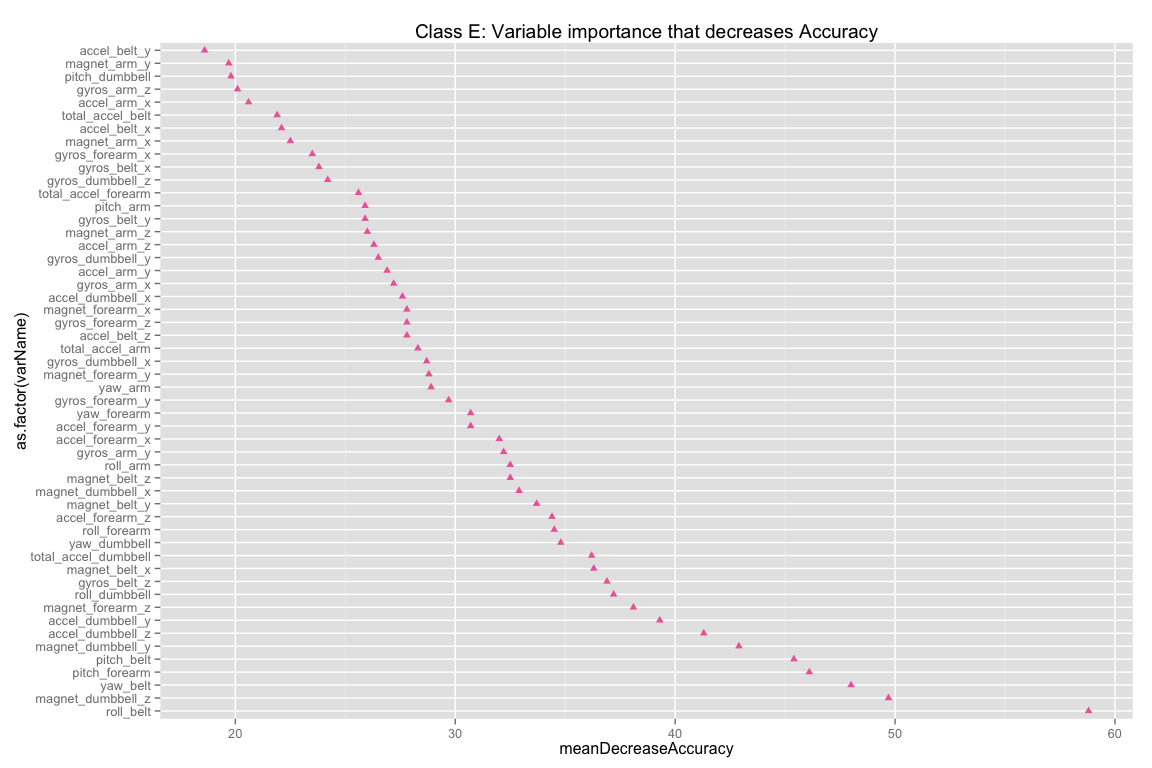 Class E: Variable importance that decreases Accuracy
accel_belt_y
magnet_arm_y
pitch_dumbbell
gyros_arm_z
accel_arm_x
total_accel_belt
accel_belt_x
magnet_arm_x
gyros_forearm_x
gyros_belt_x
gyros_dumbbell_z
total_accel_forearm
pitch_arm
gyros_belt_y
magnet_arm_z
accel_arm_z
gyros_dumbbell_y
accel_arm_y
gyros_arm_x
accel_dumbbell_x
magnet_forearm_x
gyros_forearm_z
accel_belt_z
total_accel_arm
gyros_dumbbell_x
magnet_forearm_y
yaw_arm
gyros_forearm_y
yaw_forearm
accel_forearm_y
accel_forearm_x
gyros_arm_y
roll_arm
magnet_belt_z
magnet_dumbbell_x
magnet_belt_y
accel_forearm_z
roll_forearm
yaw_dumbbell
total_accel_dumbbell
magnet_belt_x
gyros_belt_z
roll_dumbbell
magnet_forearm_z
accel_dumbbell_y
accel_dumbbell_z
magnet_dumbbell_y
pitch_belt
pitch_forearm
yaw_belt
magnet_dumbbell_z
roll_belt
as.factor(varName)
20 30 40 50 60
meanDecreaseAccuracy